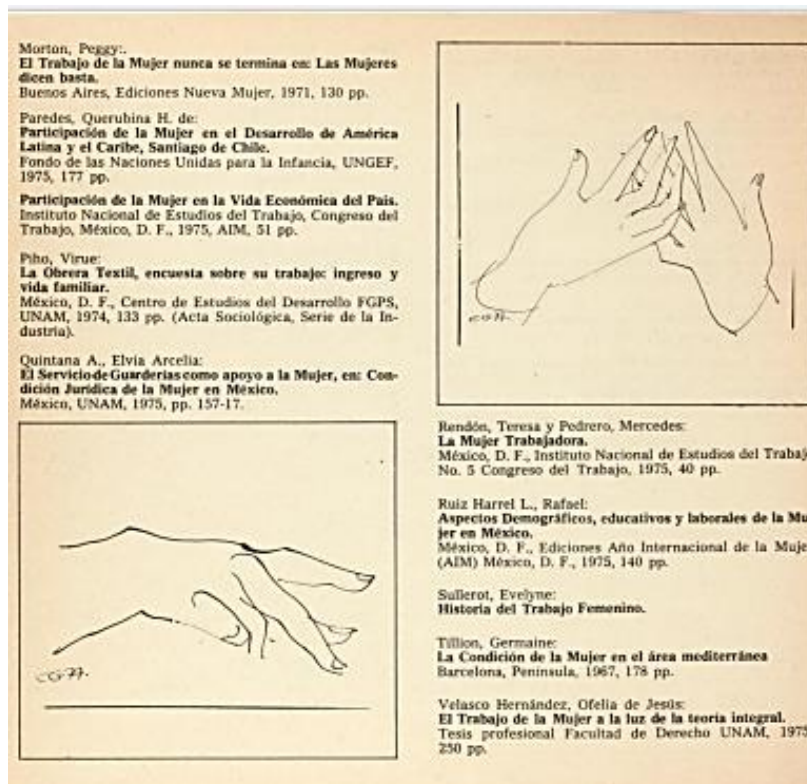 Morton, Peggy:.
El Trabajo de la Mujer nunca se termina en: Las Mujeres
dicen basta.
Buenos Aires, Ediciones Nueva Mujer, 1971, 130 pp.
Paredes, Querubina H. de:
Participación de la Mujer en el Desarrollo de América
Latina y el Caribe, Santiago de Chile.
Fondo de las Naciones Unidas para la Infancia, UNGEF,
1975, 177 pp.
Participación de la Mujer en la Vida Económica del País.
Instituto Nacional de Estudios del Trabajo, Congreso del
Trabajo, México, D. F., 1975, AIM, 51 pp.
Piho, Virue:
La Obrera Textil, encuesta sobre su trabajo: ingreso y
vida familiar.
México, D. F., Centro de Estudios del Desarrollo FGPS,
UNAM, 1974, 133 pp. (Acta Sociológica, Serie de la In-
dustria).
Quintana A., Elvia Arcelia:
El Servicio de Guarderías como apoyo a la Mujer, en: Con-
dición Jurídica de la Mujer en México.
México, UNAM, 1975, pp. 157-17.
CG77.
CG77.
Rendón, Teresa y Pedrero, Mercedes:
La Mujer Trabajadora.
México, D. F., Instituto Nacional de Estudios del Trabajo
No. 5 Congreso del Trabajo, 1975, 40 pp.
Ruiz Harrel L., Rafael:
Aspectos Demográficos, educativos y laborales de la Mu
jer en México.
México, D. F., Ediciones Año Internacional de la Muje
(AIM) México, D. F., 1975, 140 pp.
Sullerot, Evelyne:
Historia del Trabajo Femenino.
Tillion, Germaine:
La Condición de la Mujer en el área mediterránea
Barcelona, Península, 1967, 178 pp.
Velasco Hernández, Ofelia de Jesús:
El Trabajo de la Mujer a la luz de la teoría integral.
Tesis profesional Facultad de Derecho UNAM, 1975
250 pp.